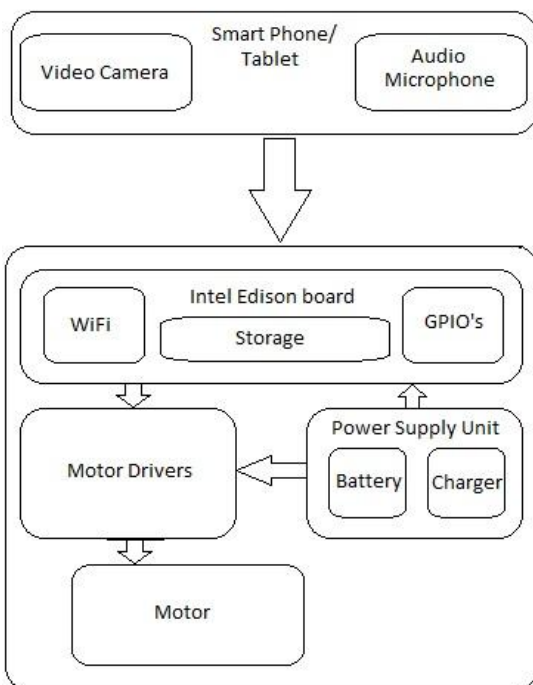 Smart Phone/
Tablet
Video Camera
Audio
Microphone
Intel Edison board
WiFi
Storage
GPIO's
Motor Drivers
Power Supply Unit
Battery
Charger
Motor